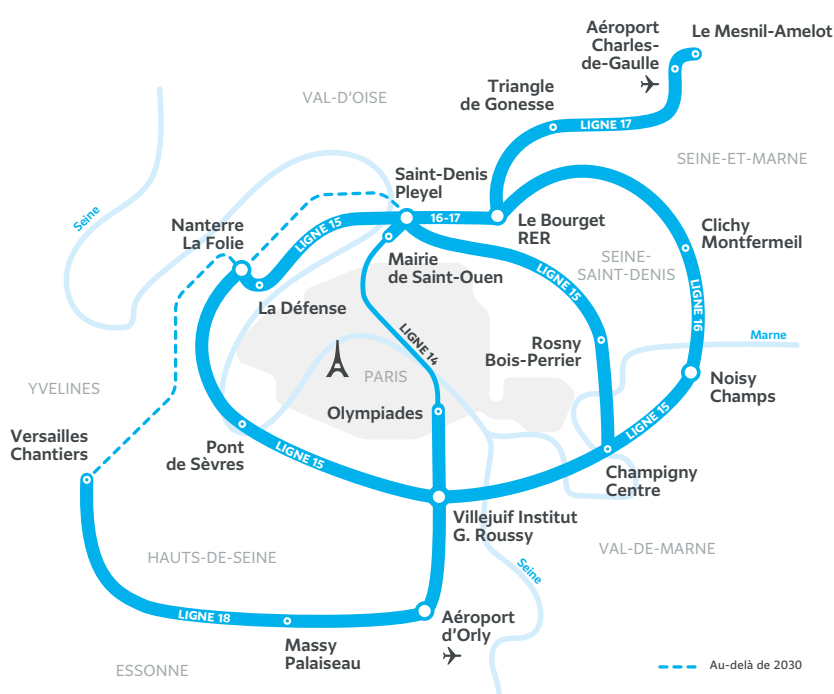 Aéroport
Charles-
de-Gaulle
Le Mesnil-Amelot
Triangle
de Gonesse
VAL-D'OISE
LIGNE 17
SEINE-ET-MARNE
Saint-Denis
Pleyel
Seine
Nanterre
La Folie
LIGNE 15
16-17
Le Bourget
RER
Clichy
Montfermeil
Mairie
de Saint-Ouen
SEINE-
SAINT-DENIS
LIGNE 15
La Défense
LIGNE 16
LIGNE 14
Rosny
Bois-Perrier
Marne
PARIS
YVELINES
Noisy
Champs
Olympiades
LIGNE 15
Versailles
Chantiers
Pont
de Sèvres
LIGNE 15
Champigny
Centre
Villejuif Institut
G. Roussy
HAUTS-DE-SEINE
VAL-DE-MARNE
Seine
LIGNE 18
Aéroport
d'Orly
Massy
Palaiseau
ESSONNE
Au-delà de 2030